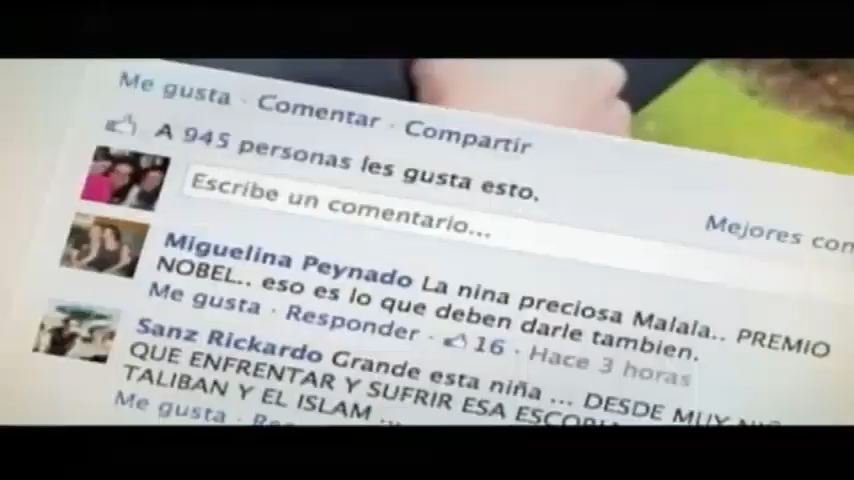 Me gusta · Comentar · Compartir
A 945 personas les gusta esto.
Escribe un comentario...
Mejores com
Miguelina Peynado La nina preciosa Malala.. PREMIO
NOBEL.. eso es lo que deben darle tambien.
Me gusta · Responder · 16 · Hace 3 horas
Sanz Rickardo Grande esta niña ... DESDE MUY
QUE ENFRENTAR Y SUFRIR ESA
TALIBAN Y EL ISLAM ...
Me gusta ·